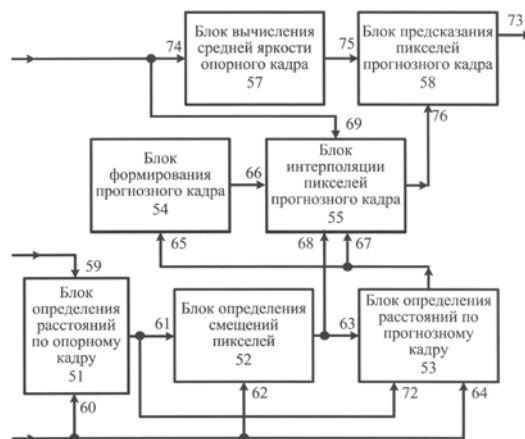 74
Блок вычисления
средней яркости
опорного кадра
57
75
Блок предсказания
пикселей
прогнозного кадра
58
73
76
69
Блок
формирования
прогнозного кадра
54
66
Блок
интерполяции
пикселей
прогнозного кадра
55
65
68
67
59
Блок
определения
расстояний
по опорному
кадру
51
61
Блок определения
смещений
пикселей
52
63
Блок определения
расстояний по
прогнозному
кадру
53
60
62
72
64